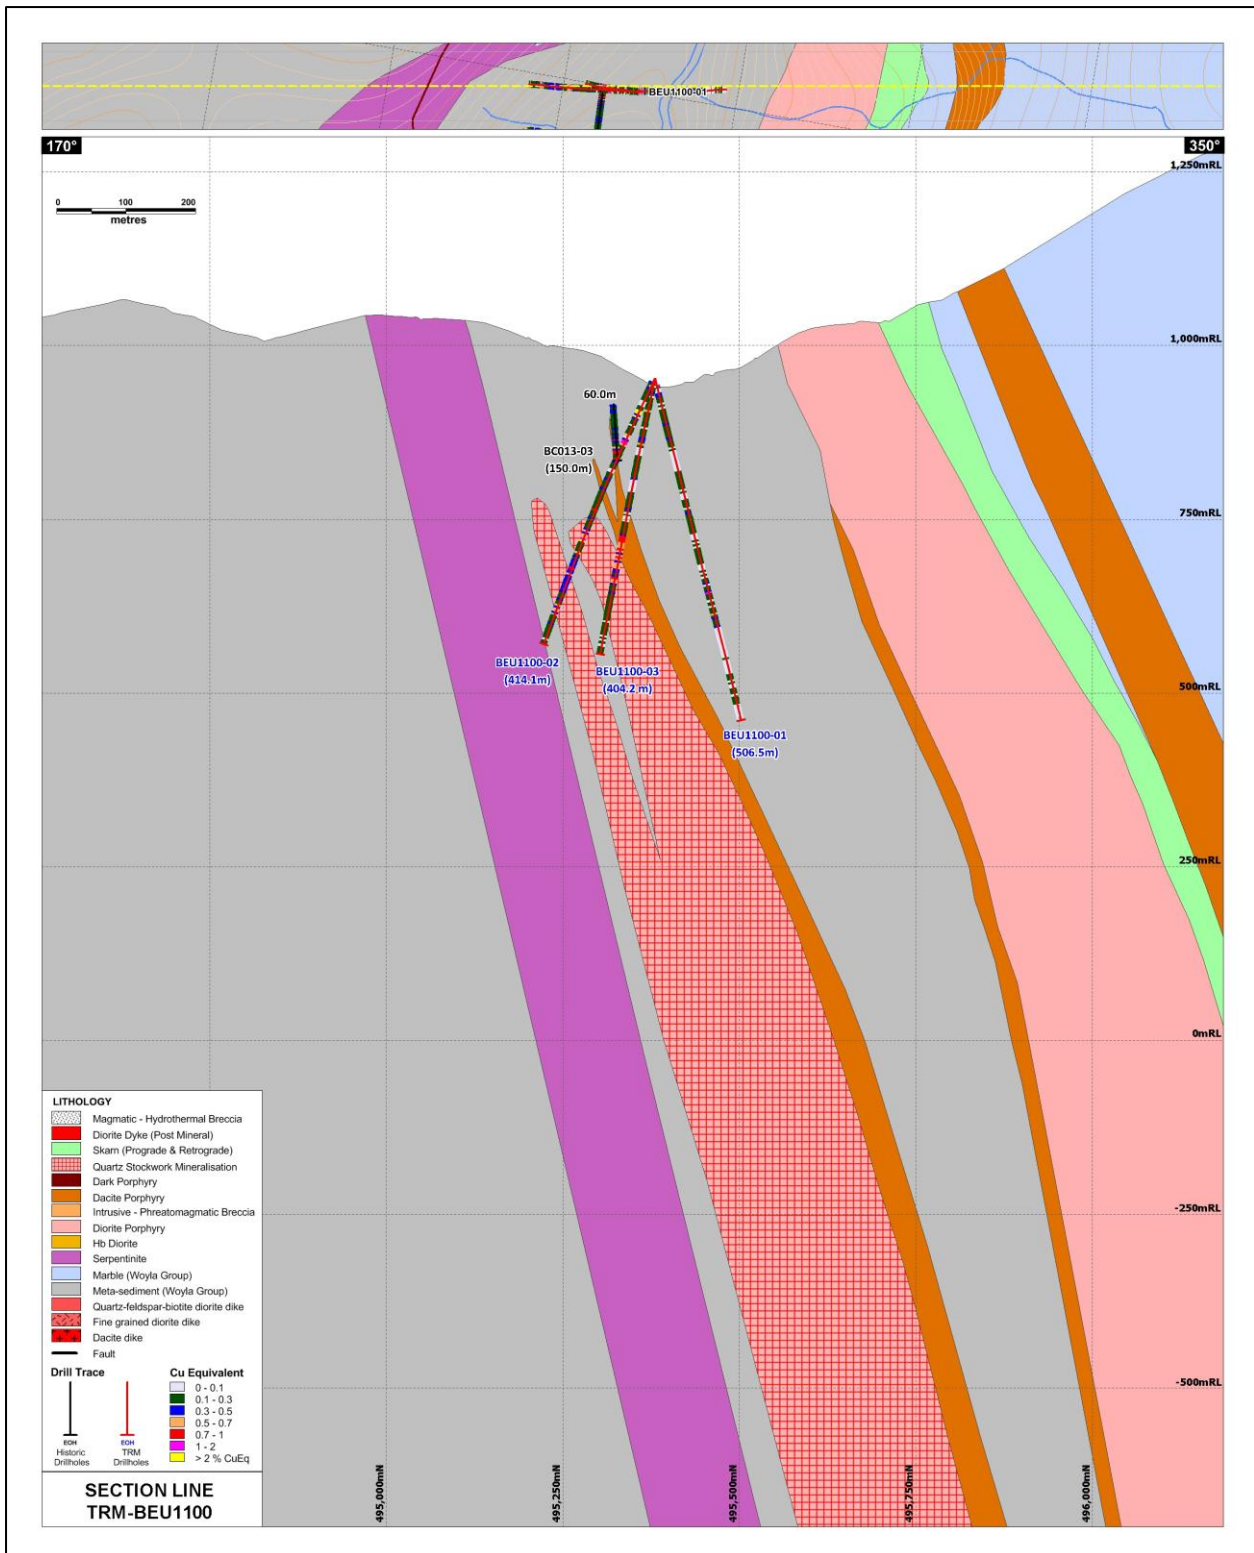 BEU1100-01
170°
350°
1,250mRL
0 100 200
metres
1,000mRL
60.0m
BC013-03
(150.0m)
750mRL
BEU1100-02
(414.1m)
BEU1100-03
(404.2 m)
500mRL
BEU1100-01
(506.5m)
250mRL
0mRL
-250mRL
-500mRL
LITHOLOGY
Magmatic - Hydrothermal Breccia
Diorite Dyke (Post Mineral)
Skarn (Prograde & Retrograde)
Quartz Stockwork Mineralisation
Dark Porphyry
Dacite Porphyry
Intrusive - Phreatomagmatic Breccia
Diorite Porphyry
Hb Diorite
Serpentinite
Marble (Woyla Group)
Meta-sediment (Woyla Group)
Quartz-feldspar-biotite diorite dike
Fine grained diorite dike
Dacite dike
Fault
Drill Trace
EOH
Historic
Drillholes
EOH
TRM
Drillholes
Cu Equivalent
0 - 0.1
0.1 - 0.3
0.3 - 0.5
0.5 - 0.7
0.7 - 1
1 - 2
> 2 % CuEq
SECTION LINE
TRM-BEU1100
495,000mN
495,250mN
495,500mN
495,750mN
496,000mN